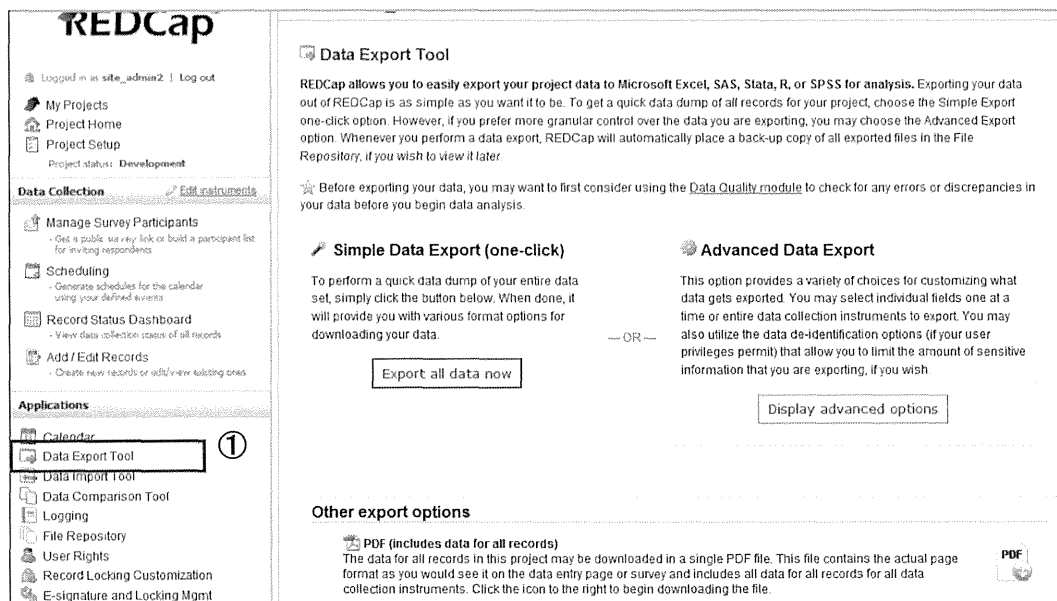 REDCap
Logged in as site_admin2 | Log out
My Projects
Project Home
Project Setup
Project status: Development
Data Collection Edit instruments
Manage Survey Participants
- Get a public survey link or build a participant list
for inviting respondents
Scheduling
- Generate schedules for the calendar
using your defined events
Record Status Dashboard
- View data collection status of all records
Add / Edit Records
- Create new records or edit/view existing ones
Applications
Calendar
Data Export Tool ①
Data Import Tool
Data Comparison Tool
Logging
File Repository
User Rights
Record Locking Customization
E-signature and Locking Mgmt
Data Export Tool
REDCap allows you to easily export your project data to Microsoft Excel, SAS, Stata, R, or SPSS for analysis. Exporting your data
out of REDCap is as simple as you want it to be. To get a quick data dump of all records for your project, choose the Simple Export
one-click option. However, if you prefer more granular control over the data you are exporting, you may choose the Advanced Export
option. Whenever you perform a data export, REDCap will automatically place a back-up copy of all exported files in the File
Repository, if you wish to view it later.
Before exporting your data, you may want to first consider using the Data Quality module to check for any errors or discrepancies in
your data before you begin data analysis.
Simple Data Export (one-click)
To perform a quick data dump of your entire data
set, simply click the button below. When done, it
will provide you with various format options for
downloading your data.
Export all data now
— OR —
Advanced Data Export
This option provides a variety of choices for customizing what
data gets exported. You may select individual fields one at a
time or entire data collection instruments to export. You may
also utilize the data de-identification options (if your user
privileges permit) that allow you to limit the amount of sensitive
information that you are exporting, if you wish.
Display advanced options
Other export options
PDF (includes data for all records)
The data for all records in this project may be downloaded in a single PDF file. This file contains the actual page
format as you would see it on the data entry page or survey and includes all data for all records for all data
collection instruments. Click the icon to the right to begin downloading the file.
PDF